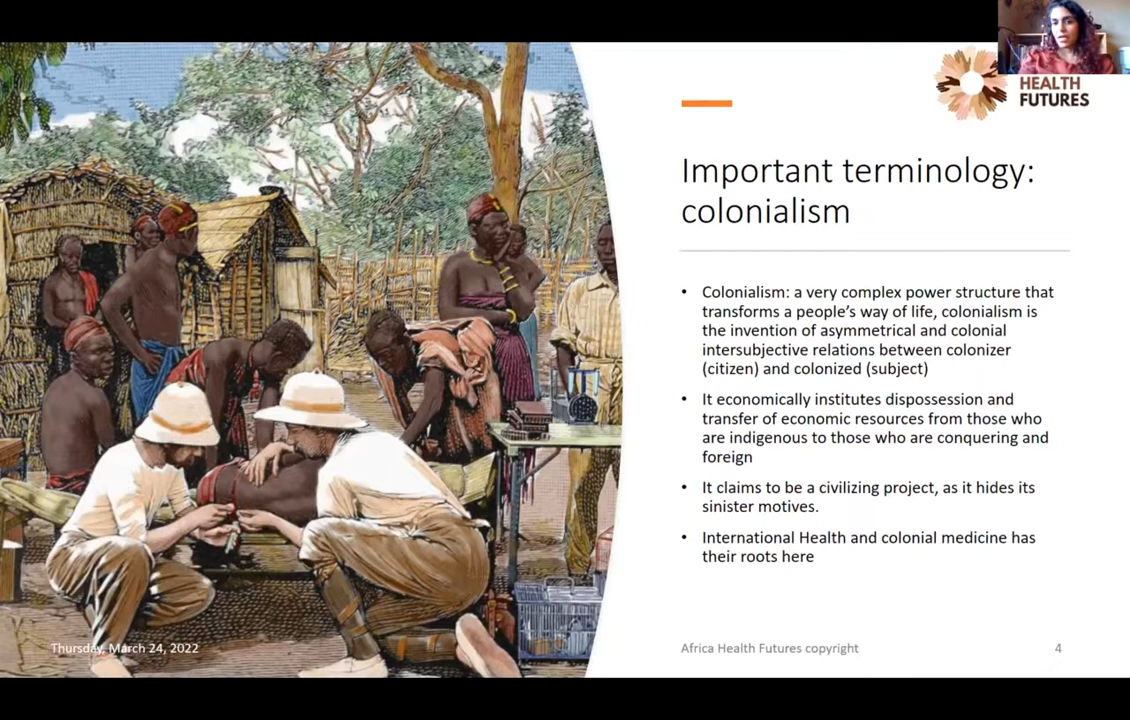 HEALTH
FUTURES
Important terminology:
colonialism
• Colonialism: a very complex power structure that
transforms a people's way of life, colonialism is
the invention of asymmetrical and colonial
intersubjective relations between colonizer
(citizen) and colonized (subject)
• It economically institutes dispossession and
transfer of economic resources from those who
are indigenous to those who are conquering and
foreign
• It claims to be a civilizing project, as it hides its
sinister motives.
• International Health and colonial medicine has
their roots here
Thursday, March 24, 2022
Africa Health Futures copyright
4